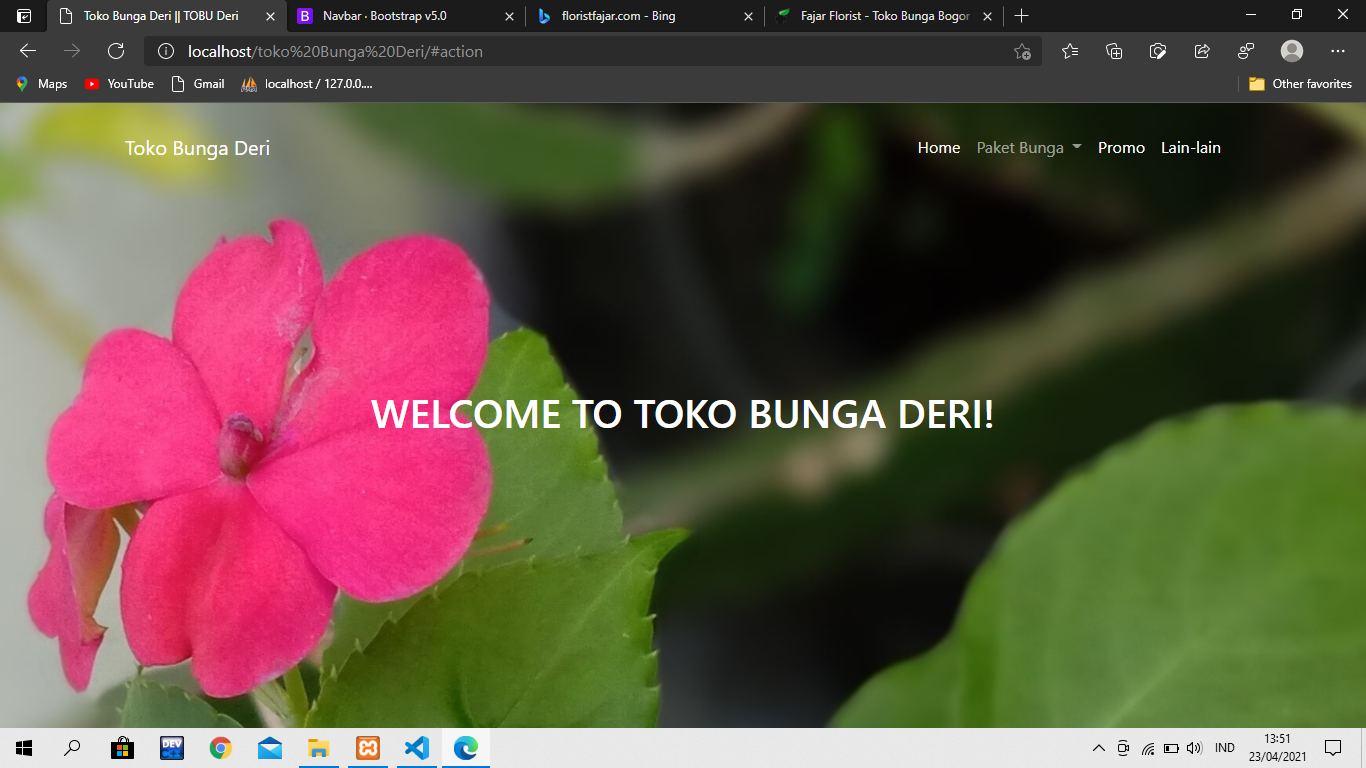 Toko Bunga Deri || TOBU Deri
Navbar · Bootstrap v5.0
floristfajar.com - Bing
Fajar Florist - Toko Bunga Bogor
localhost/toko%20Bunga%20Deri/#action
Maps
YouTube
Gmail
localhost / 127.0.0....
Other favorites
Toko Bunga Deri
Home Paket Bunga Promo Lain-lain
WELCOME TO TOKO BUNGA DERI!
DEV
IND
13:51
23/04/2021